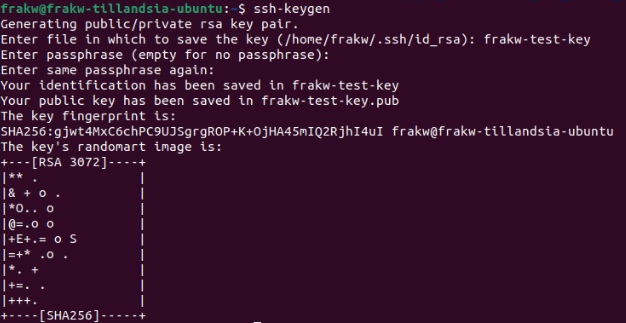 frakw@frakw-tillandsia-ubuntu:~$ ssh-keygen
Generating public/private rsa key pair.
Enter file in which to save the key (/home/frakw/.ssh/id_rsa): frakw-test-key
Enter passphrase (empty for no passphrase):
Enter same passphrase again:
Your identification has been saved in frakw-test-key
Your public key has been saved in frakw-test-key.pub
The key fingerprint is:
SHA256:gjwt4MxC6chPC9UJSgrgROP+K+OjHA45mIQ2RjhI4uI frakw@frakw-tillandsia-ubuntu
The key's randomart image is:
+---[RSA 3072]----+
|** .             |
|& + o .          |
|*O.. o           |
|@=.o o           |
|+E+.= o S        |
|=+* .o .         |
|*. +             |
|+=. .            |
|+++.             |
+----[SHA256]-----+